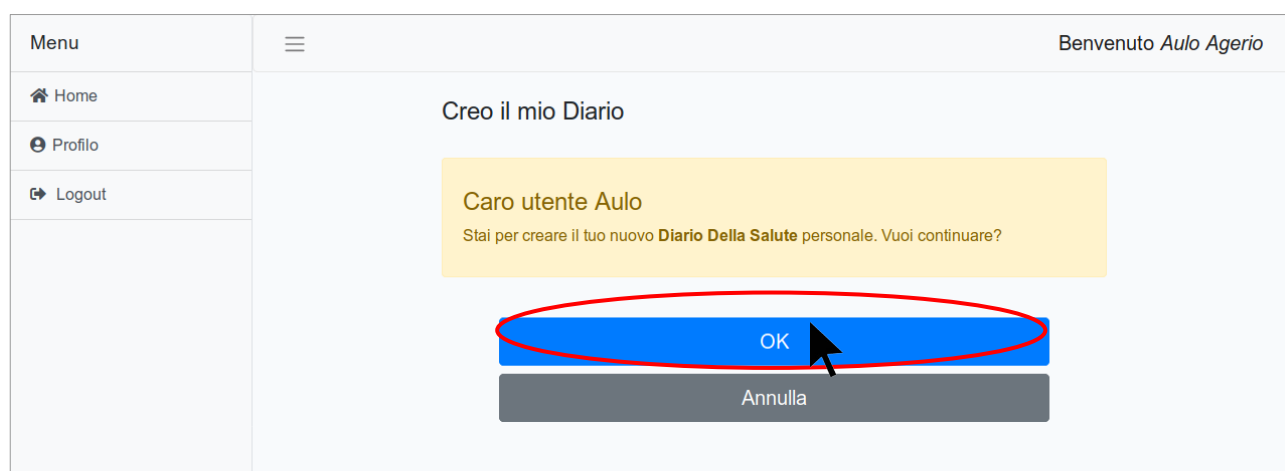 Menu
Benvenuto Aulo Agerio
Home
Profilo
Logout
Creo il mio Diario
Caro utente Aulo
Stai per creare il tuo nuovo Diario Della Salute personale. Vuoi continuare?
OK
Annulla